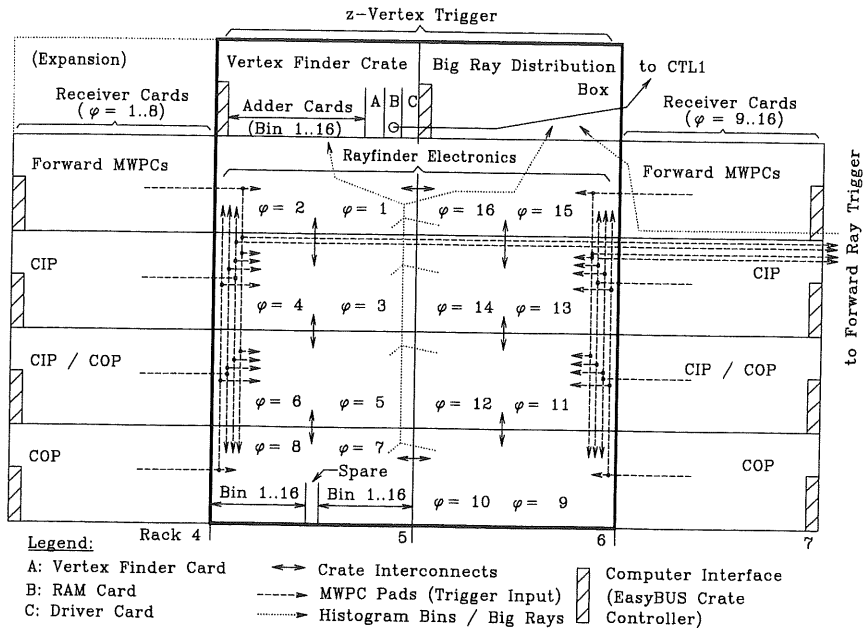 z-Vertex Trigger
(Expansion)
Vertex Finder Crate
Big Ray Distribution
Box
to CTL1
Receiver Cards
(φ = 1..8)
Adder Cards
(Bin 1..16)
A B C
Receiver Cards
(φ = 9..16)
Forward MWPCs
Rayfinder Electronics
Forward MWPCs
φ = 2 φ = 1 φ = 16 φ = 15
CIP
CIP
φ = 4 φ = 3 φ = 14 φ = 13
to Forward Ray Trigger
CIP / COP
CIP / COP
φ = 6 φ = 5 φ = 12 φ = 11
φ = 8 φ = 7
COP
COP
Spare
Bin 1..16 Bin 1..16
φ = 10 φ = 9
Rack 4 5 6 7
Legend:
A: Vertex Finder Card
B: RAM Card
C: Driver Card
Crate Interconnects
MWPC Pads (Trigger Input)
Histogram Bins / Big Rays
Computer Interface
(EasyBUS Crate
Controller)